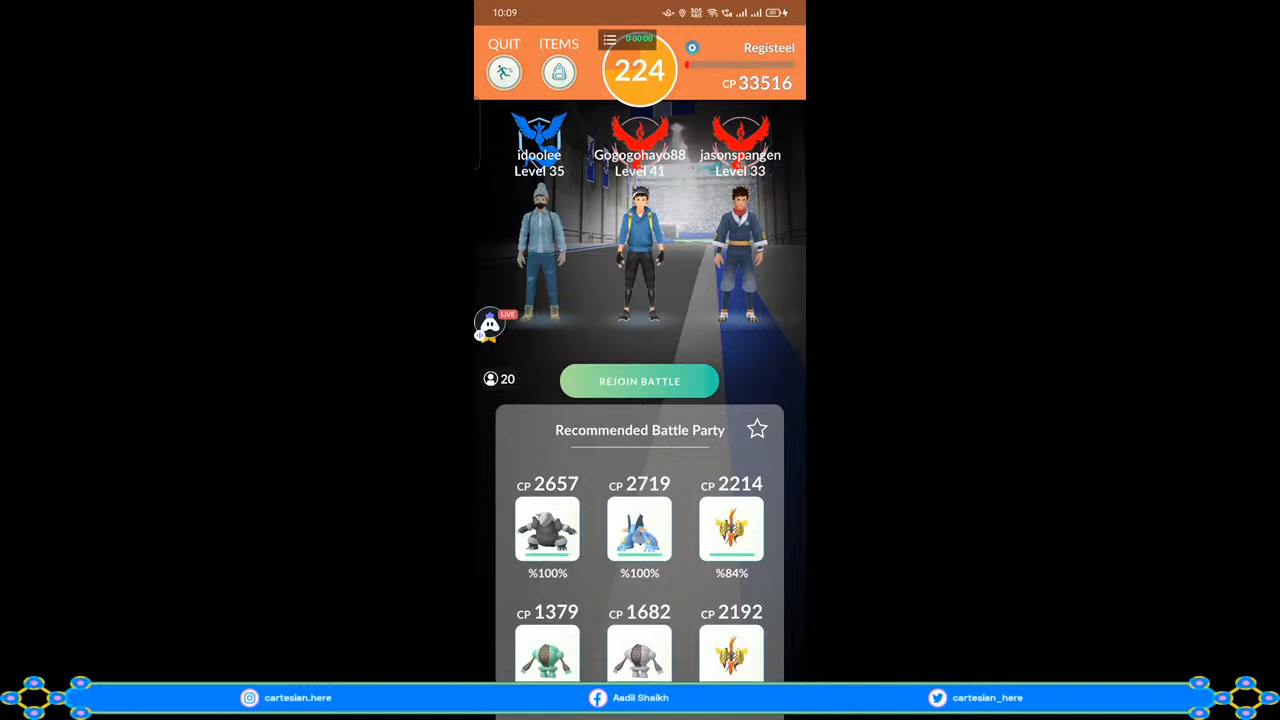 10:09
QUIT
ITEMS
0:00:00
224
Registeel
CP 33516
idoolee
Level 35
Gogogohayo88
Level 41
jasonspangen
Level 33
LIVE
20
REJOIN BATTLE
Recommended Battle Party
CP 2657
CP 2719
CP 2214
%100%
%100%
%84%
CP 1379
CP 1682
CP 2192
cartesian.here
Aadil Shaikh
cartesian_here